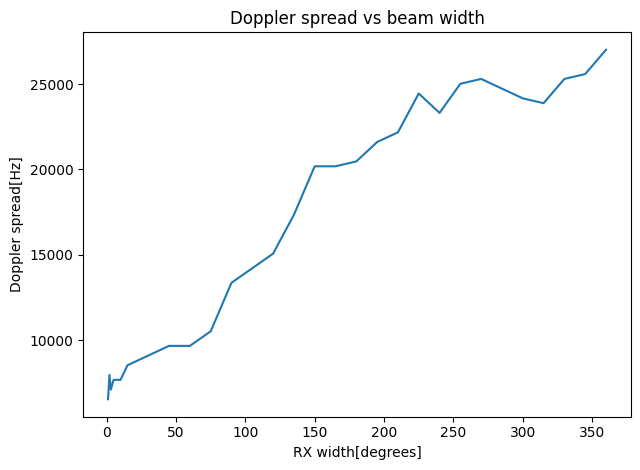 Doppler spread vs beam width
25000
20000
15000
10000
Doppler spread[Hz]
0 50 100 150 200 250 300 350
RX width[degrees]